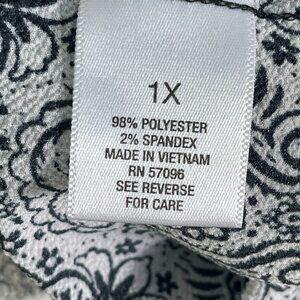 1X
98% POLYESTER
2% SPANDEX
MADE IN VIETNAM
RN 57096
SEE REVERSE
FOR CARE